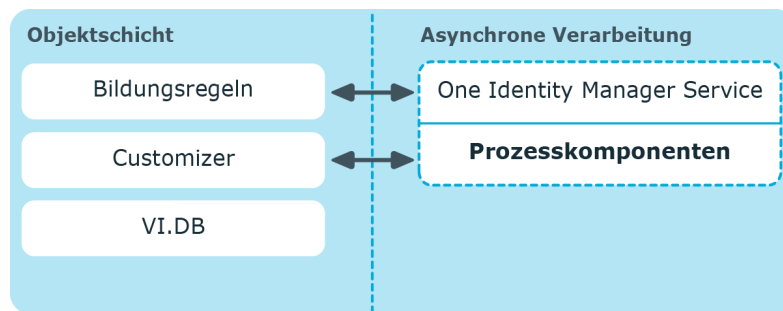 Objektschicht
Bildungsregeln
Customizer
VI.DB
Asynchrone Verarbeitung
One Identity Manager Service
Prozesskomponenten